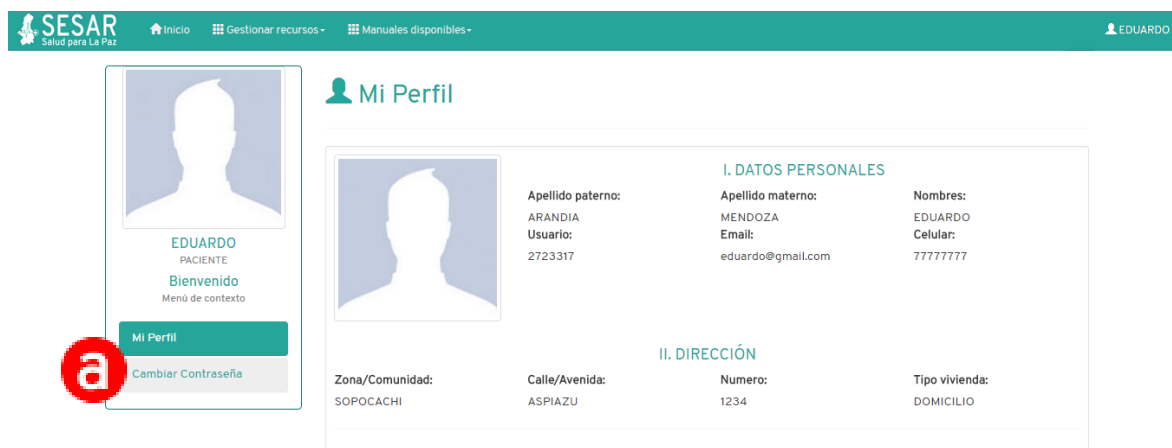 SESAR
Salud para La Paz
Inicio
Gestionar recursos
Manuales disponibles
EDUARDO
EDUARDO
PACIENTE
Bienvenido
Menú de contexto
Mi Perfil
Cambiar Contraseña
a
Mi Perfil
I. DATOS PERSONALES
Apellido paterno: Apellido materno: Nombres:
ARANDIA MENDOZA EDUARDO
Usuario: Email: Celular:
2723317 eduardo@gmail.com 77777777
II. DIRECCIÓN
Zona/Comunidad: Calle/Avenida: Numero: Tipo vivienda:
SOPOCACHI ASPIAZU 1234 DOMICILIO